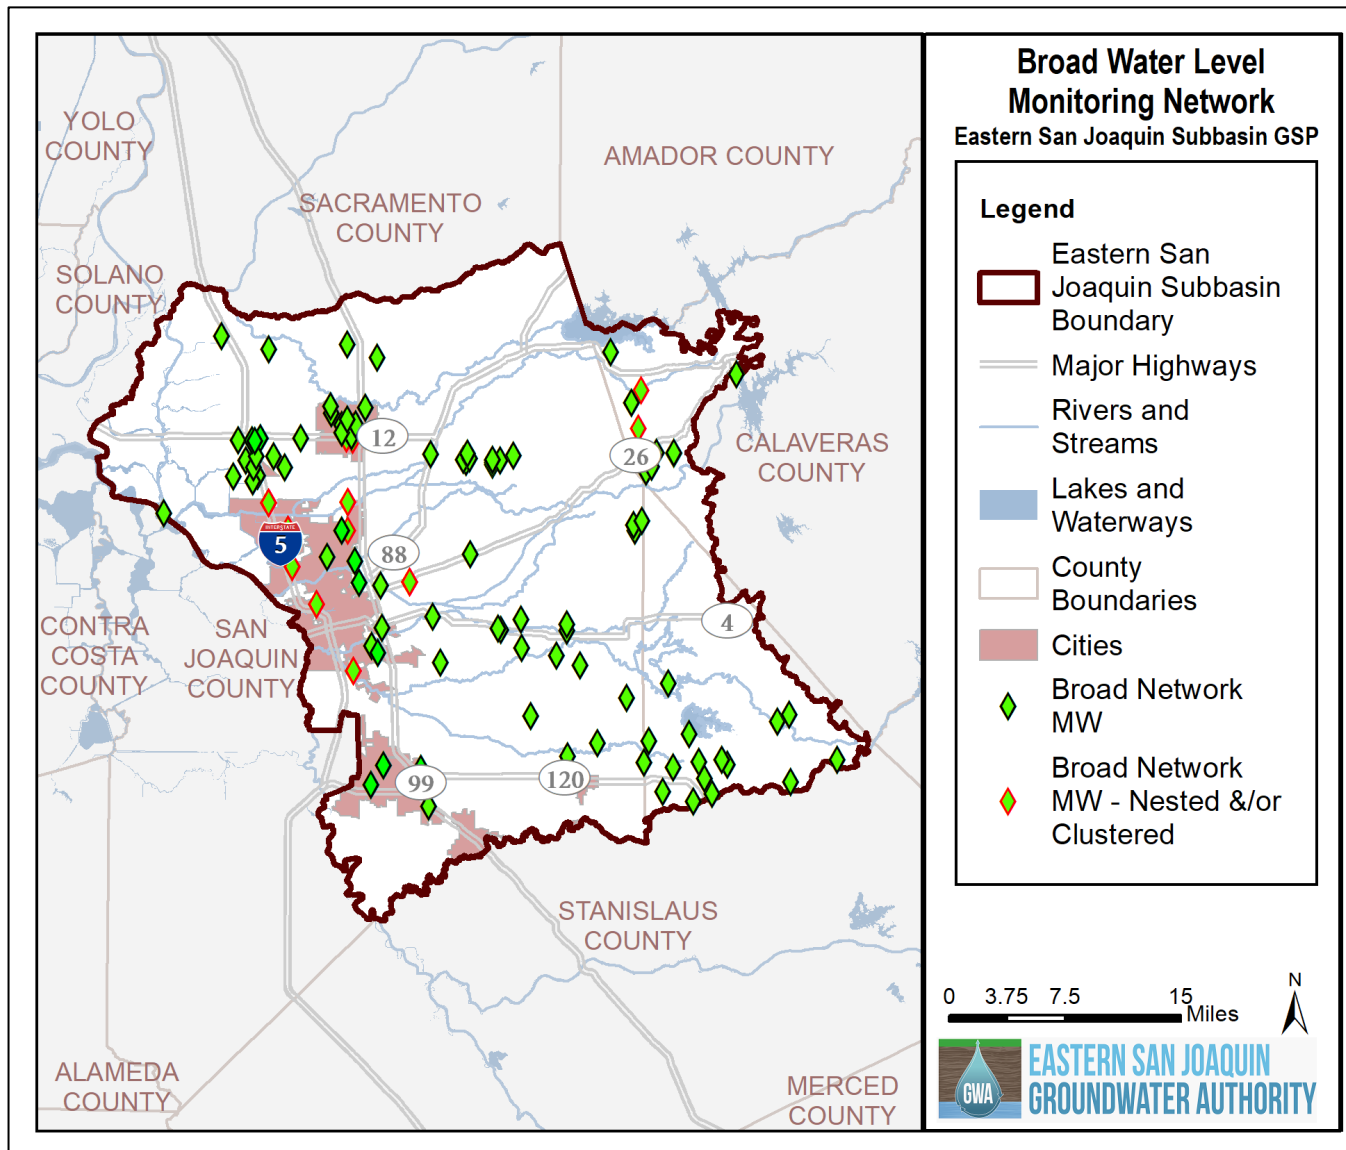 YOLO
COUNTY
AMADOR COUNTY
SACRAMENTO
COUNTY
SOLANO
COUNTY
CALAVERAS
COUNTY
12
26
INTERSTATE
5
88
4
CONTRA
COSTA
COUNTY
SAN
JOAQUIN
COUNTY
99
120
STANISLAUS
COUNTY
ALAMEDA
COUNTY
MERCED
COUNTY
Broad Water Level
Monitoring Network
Eastern San Joaquin Subbasin GSP
Legend
Eastern San
Joaquin Subbasin
Boundary
Major Highways
Rivers and
Streams
Lakes and
Waterways
County
Boundaries
Cities
Broad Network
MW
Broad Network
MW - Nested &/or
Clustered
0 3.75 7.5 15
Miles
N
GWA
EASTERN SAN JOAQUIN
GROUNDWATER AUTHORITY